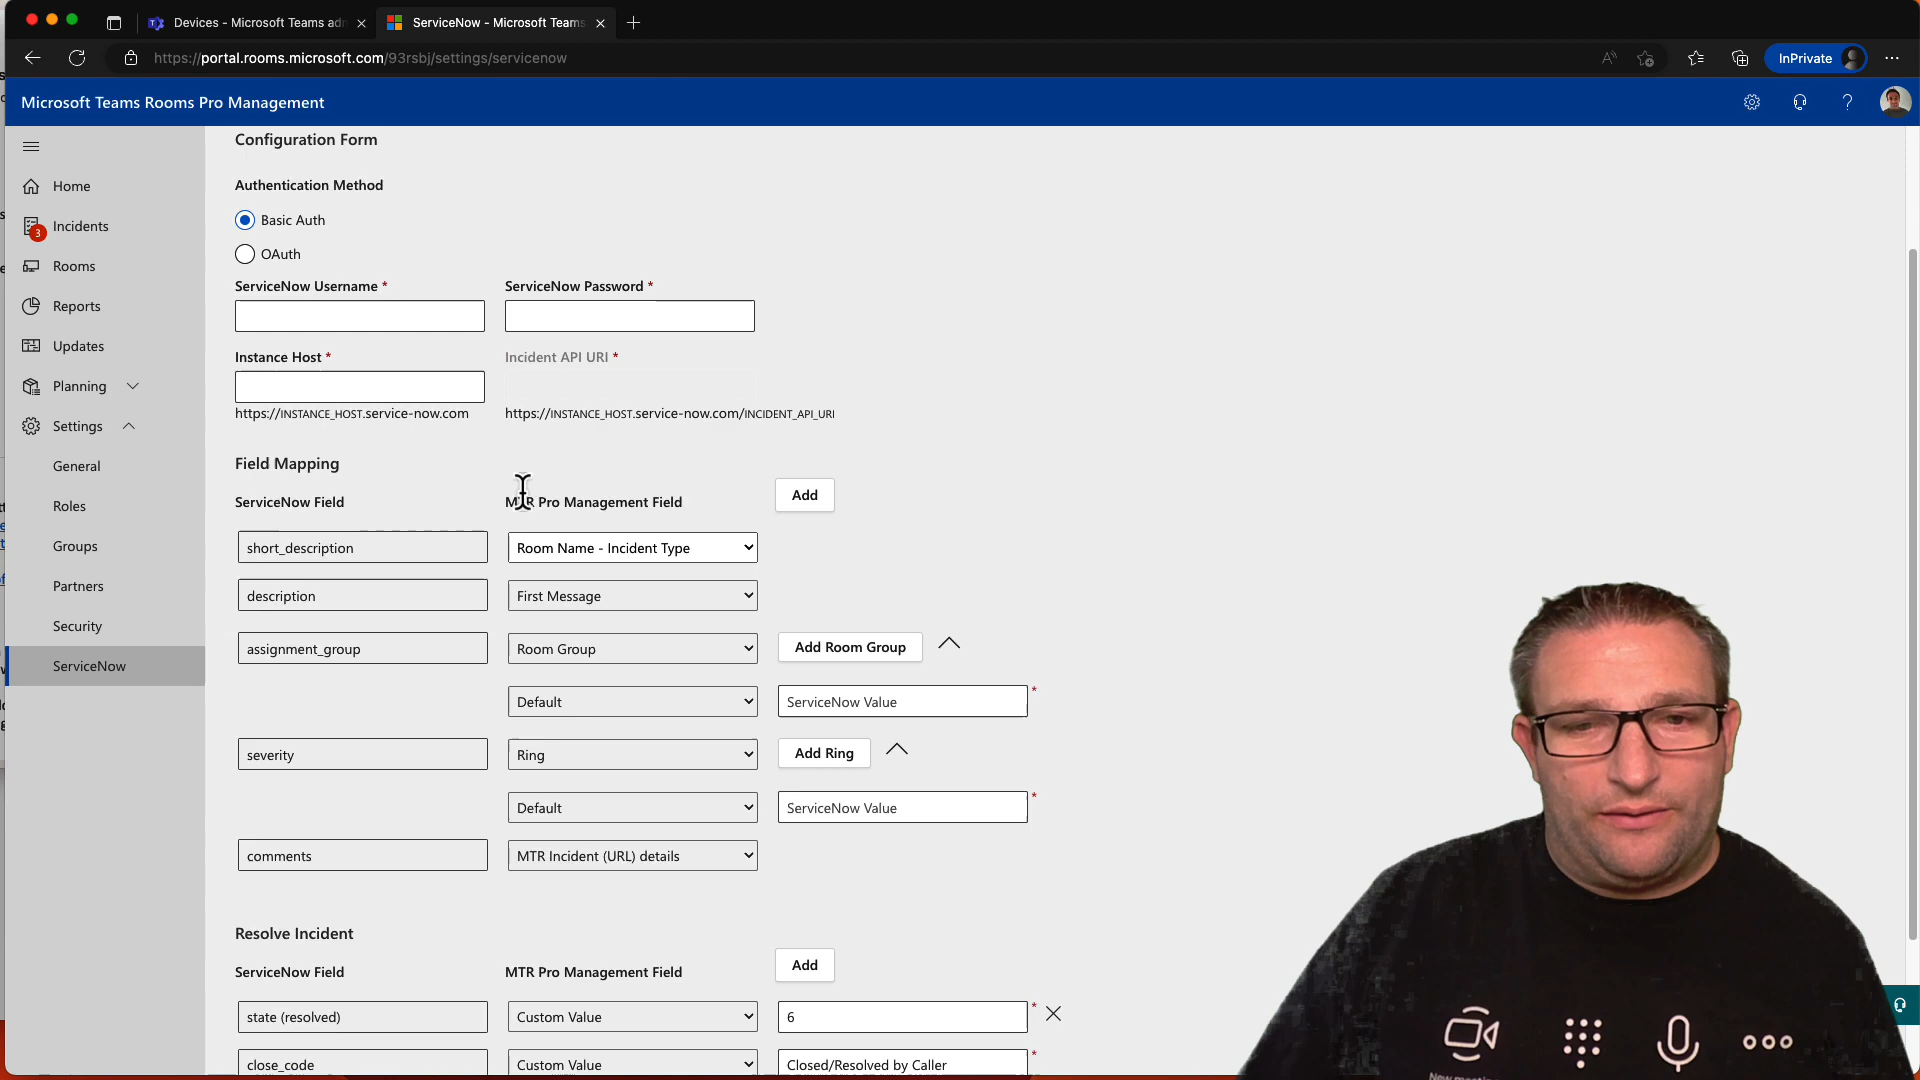 Devices - Microsoft Teams adm
ServiceNow - Microsoft Teams
https://portal.rooms.microsoft.com/93rsbj/settings/servicenow
InPrivate
Microsoft Teams Rooms Pro Management
Home
Incidents
3
Rooms
Reports
Updates
Planning
Settings
General
Roles
Groups
Partners
Security
ServiceNow
Configuration Form
Authentication Method
Basic Auth
OAuth
ServiceNow Username *
ServiceNow Password *
Instance Host *
Incident API URI *
https://INSTANCE_HOST.service-now.com
https://INSTANCE_HOST.service-now.com/INCIDENT_API_URI
Field Mapping
ServiceNow Field
MTR Pro Management Field
Add
short_description
Room Name - Incident Type
description
First Message
assignment_group
Room Group
Add Room Group
Default
ServiceNow Value *
severity
Ring
Add Ring
Default
ServiceNow Value *
comments
MTR Incident (URL) details
Resolve Incident
ServiceNow Field
MTR Pro Management Field
Add
state (resolved)
Custom Value
6 *
close_code
Custom Value
Closed/Resolved by Caller *